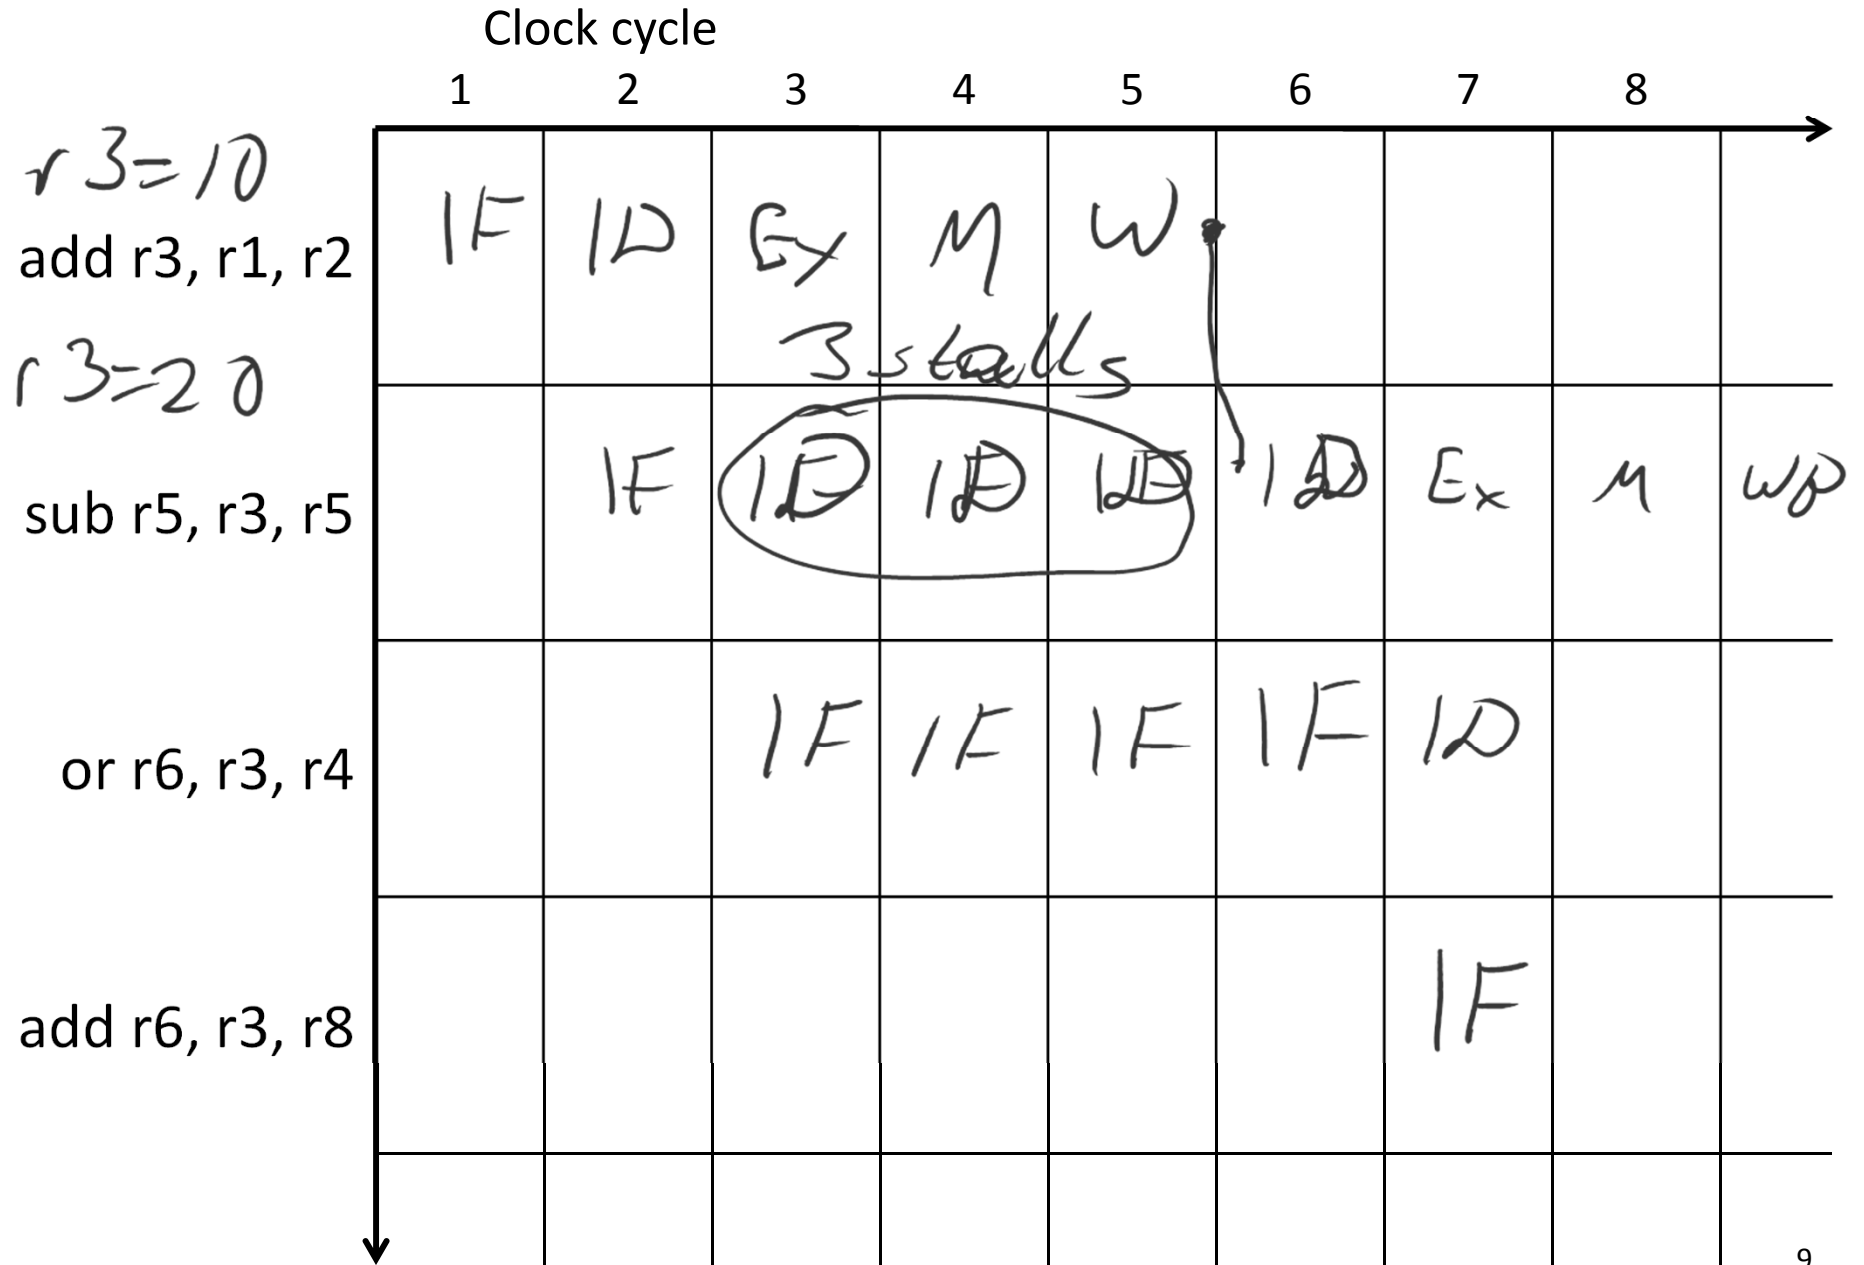 Clock cycle
1 2 3 4 5 6 7 8
r3=10
add r3, r1, r2 IF ID Ex M W
3 stalls
r3=20
sub r5, r3, r5 IF ID ID ID ID Ex M WB
or r6, r3, r4 IF IF IF IF ID
add r6, r3, r8 IF
9